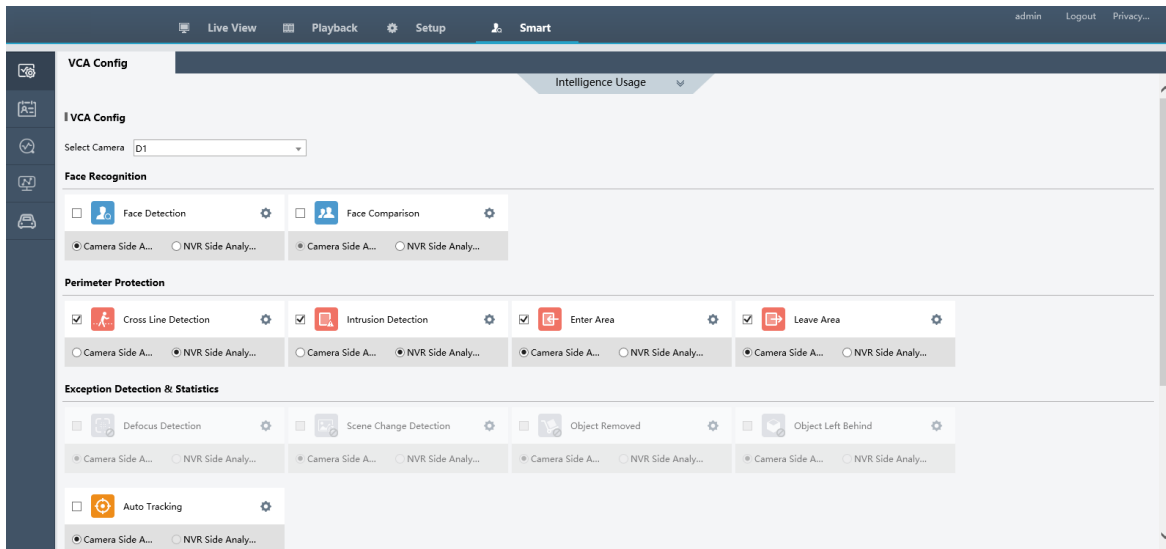 admin Logout Privacy...
Live View Playback Setup Smart
VCA Config
Intelligence Usage
VCA Config
Select Camera D1
Face Recognition
Face Detection Face Comparison
Camera Side A... NVR Side Analy... Camera Side A... NVR Side Analy...
Perimeter Protection
Cross Line Detection Intrusion Detection Enter Area Leave Area
Camera Side A... NVR Side Analy... Camera Side A... NVR Side Analy... Camera Side A... NVR Side Analy... Camera Side A... NVR Side Analy...
Exception Detection & Statistics
Defocus Detection Scene Change Detection Object Removed Object Left Behind
Camera Side A... NVR Side Analy... Camera Side A... NVR Side Analy... Camera Side A... NVR Side Analy... Camera Side A... NVR Side Analy...
Auto Tracking
Camera Side A... NVR Side Analy...